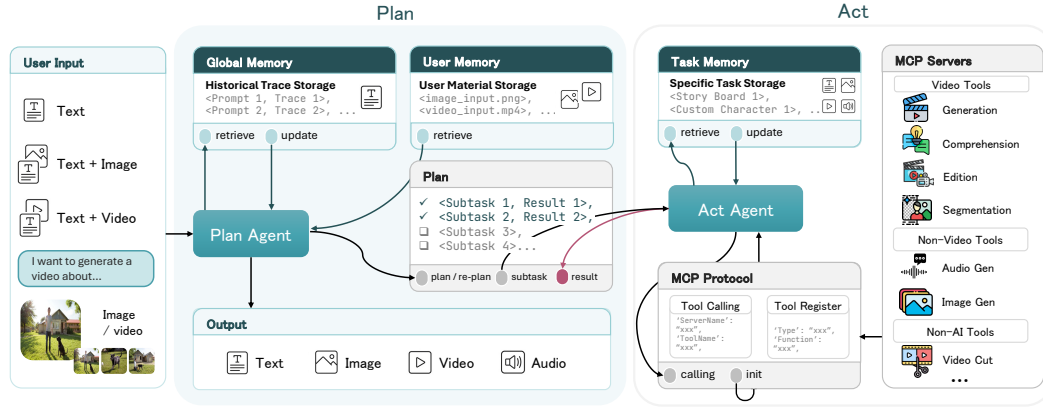 Plan
Act
User Input
Text
Text + Image
Text + Video
I want to generate a
video about...
Image
/ video
Global Memory
Historical Trace Storage
<Prompt 1, Trace 1>,
<Prompt 2, Trace 2>, ...
retrieve
update
User Memory
User Material Storage
<image_input.png>,
<video_input.mp4>, ...
retrieve
Plan Agent
Plan
✓ <Subtask 1, Result 1>,
✓ <Subtask 2, Result 2>,
❑ <Subtask 3>,
❑ <Subtask 4>...
plan / re-plan
subtask
result
Output
Text
Image
Video
Audio
Task Memory
Specific Task Storage
<Story Board 1>,
<Custom Character 1>, ...
retrieve
update
Act Agent
MCP Protocol
Tool Calling
‘ServerName’:
“xxx”,
‘ToolName’:
“xxx”,
Tool Register
‘Type’: “xxx”,
‘Function’:
“xxx”,
calling
init
MCP Servers
Video Tools
Generation
Comprehension
Edition
Segmentation
Non-Video Tools
Audio Gen
Image Gen
Non-AI Tools
Video Cut
...